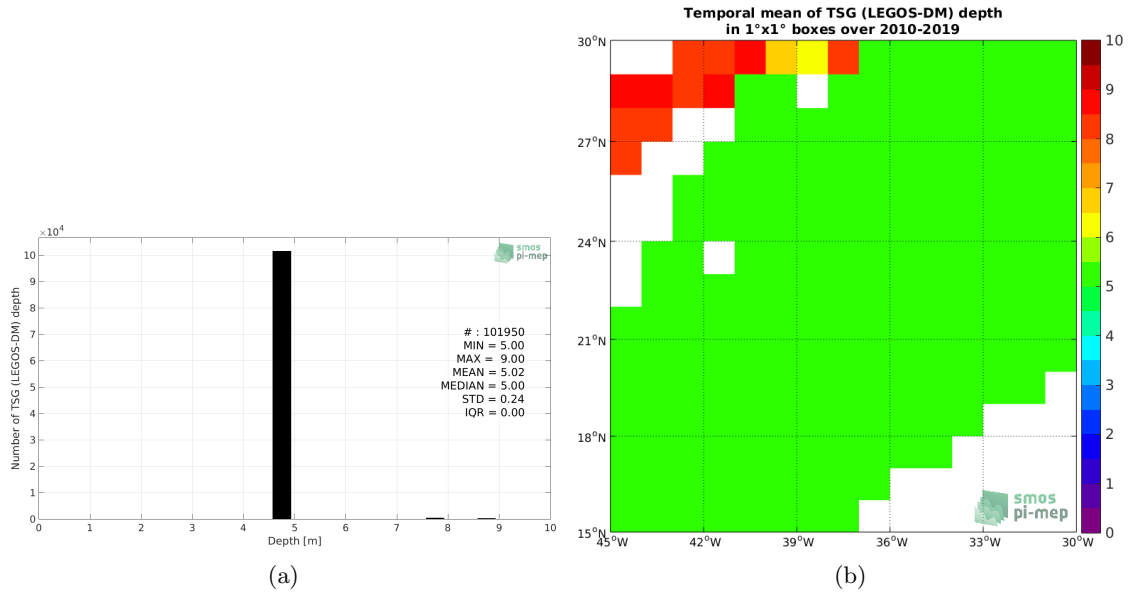 ×10⁴
10
9
8
7
6
5
4
3
2
1
0
Number of TSG (LEGOS-DM) depth
smos
pi-mep
# : 101950
MIN = 5.00
MAX = 9.00
MEAN = 5.02
MEDIAN = 5.00
STD = 0.24
IQR = 0.00
0 1 2 3 4 5 6 7 8 9 10
Depth [m]
(a)
Temporal mean of TSG (LEGOS-DM) depth
in 1°x1° boxes over 2010-2019
30°N
27°N
24°N
21°N
18°N
15°N
45°W 42°W 39°W 36°W 33°W 30°W
smos
pi-mep
10
9
8
7
6
5
4
3
2
1
0
(b)